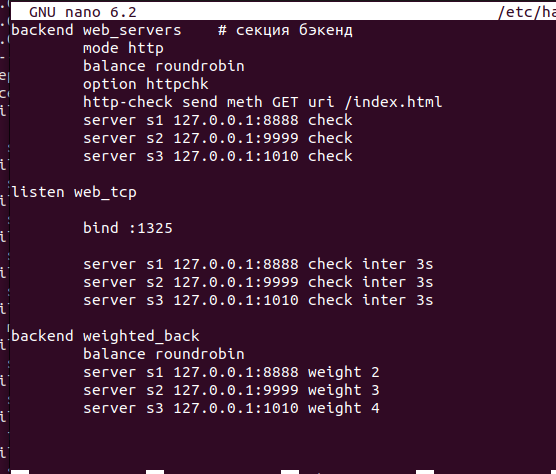 GNU nano 6.2 /etc/ha
backend web_servers # секция бэкенд
mode http
balance roundrobin
option httpchk
http-check send meth GET uri /index.html
server s1 127.0.0.1:8888 check
server s2 127.0.0.1:9999 check
server s3 127.0.0.1:1010 check
listen web_tcp
bind :1325
server s1 127.0.0.1:8888 check inter 3s
server s2 127.0.0.1:9999 check inter 3s
server s3 127.0.0.1:1010 check inter 3s
backend weighted_back
balance roundrobin
server s1 127.0.0.1:8888 weight 2
server s2 127.0.0.1:9999 weight 3
server s3 127.0.0.1:1010 weight 4